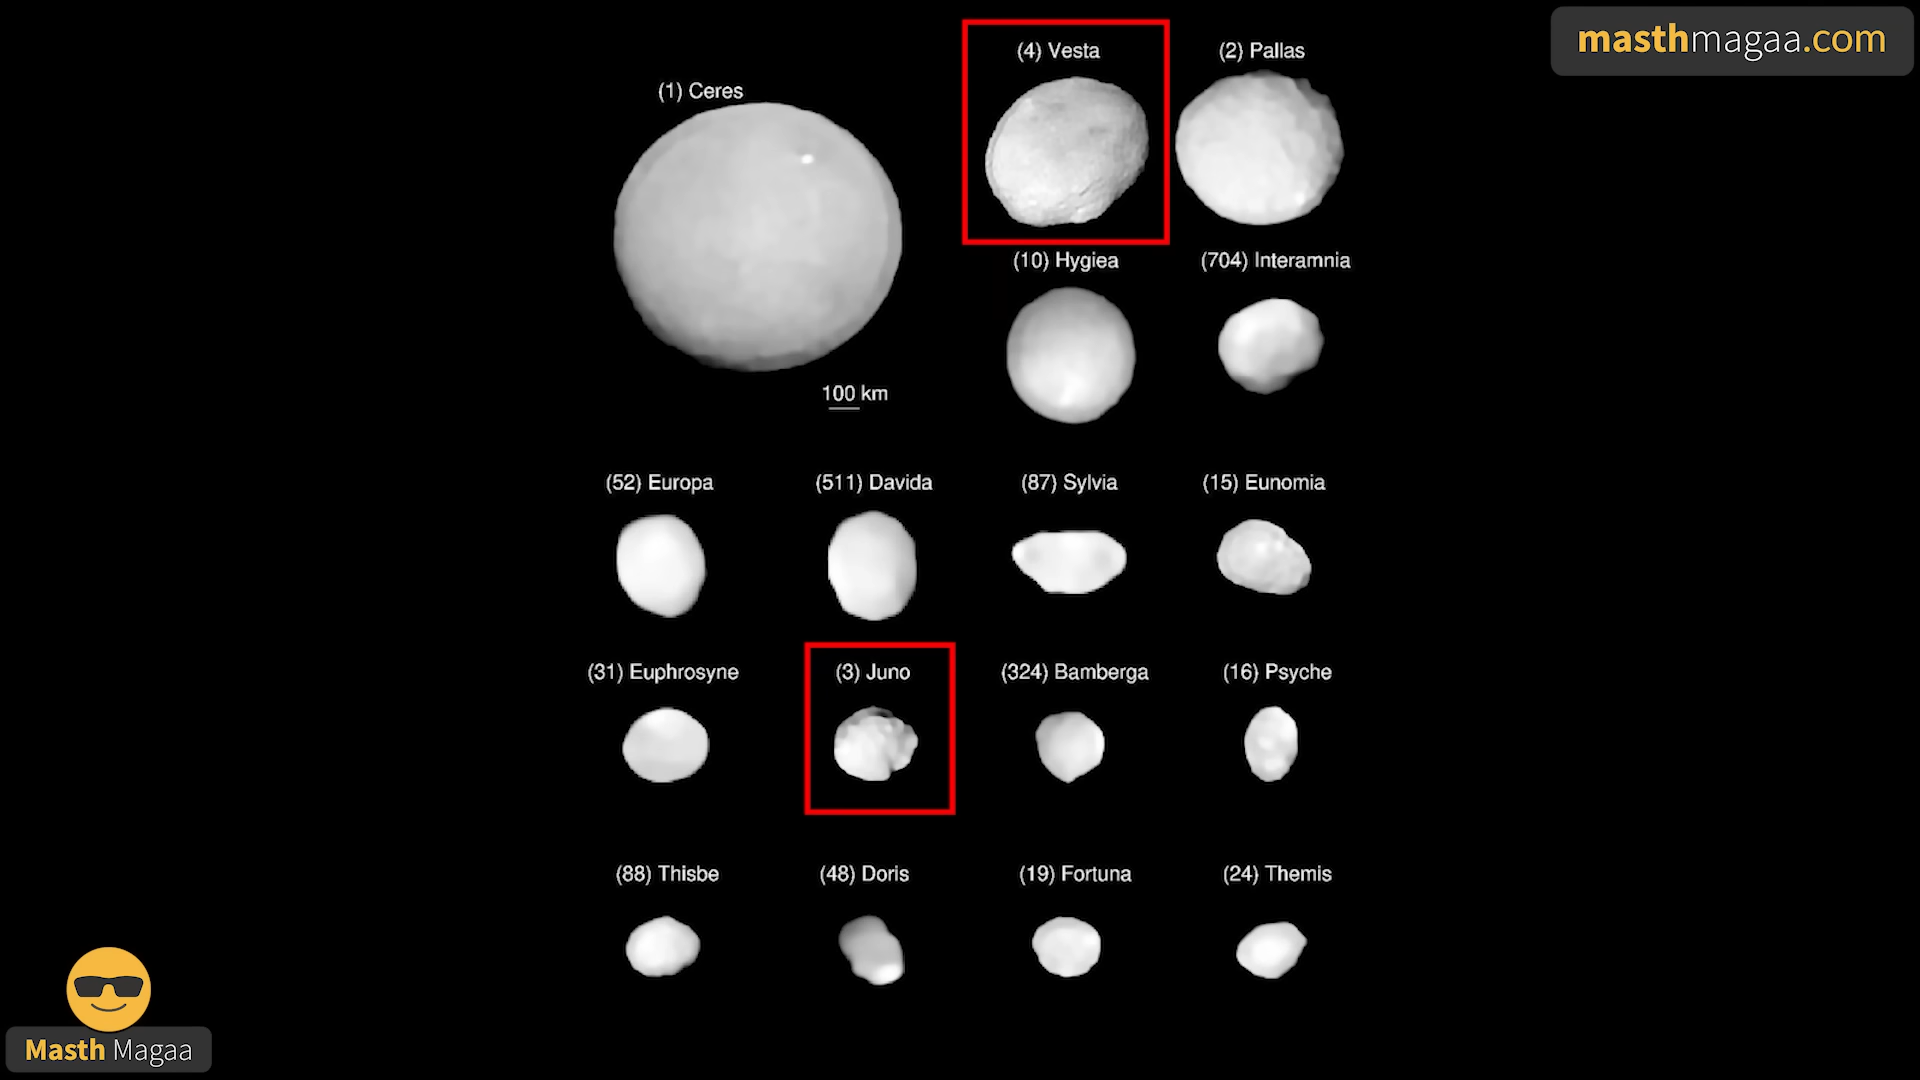 masthmagaa.com
(1) Ceres
(4) Vesta
(2) Pallas
(10) Hygiea
(704) Interamnia
100 km
(52) Europa
(511) Davida
(87) Sylvia
(15) Eunomia
(31) Euphrosyne
(3) Juno
(324) Bamberga
(16) Psyche
(88) Thisbe
(48) Doris
(19) Fortuna
(24) Themis
Masth Magaa